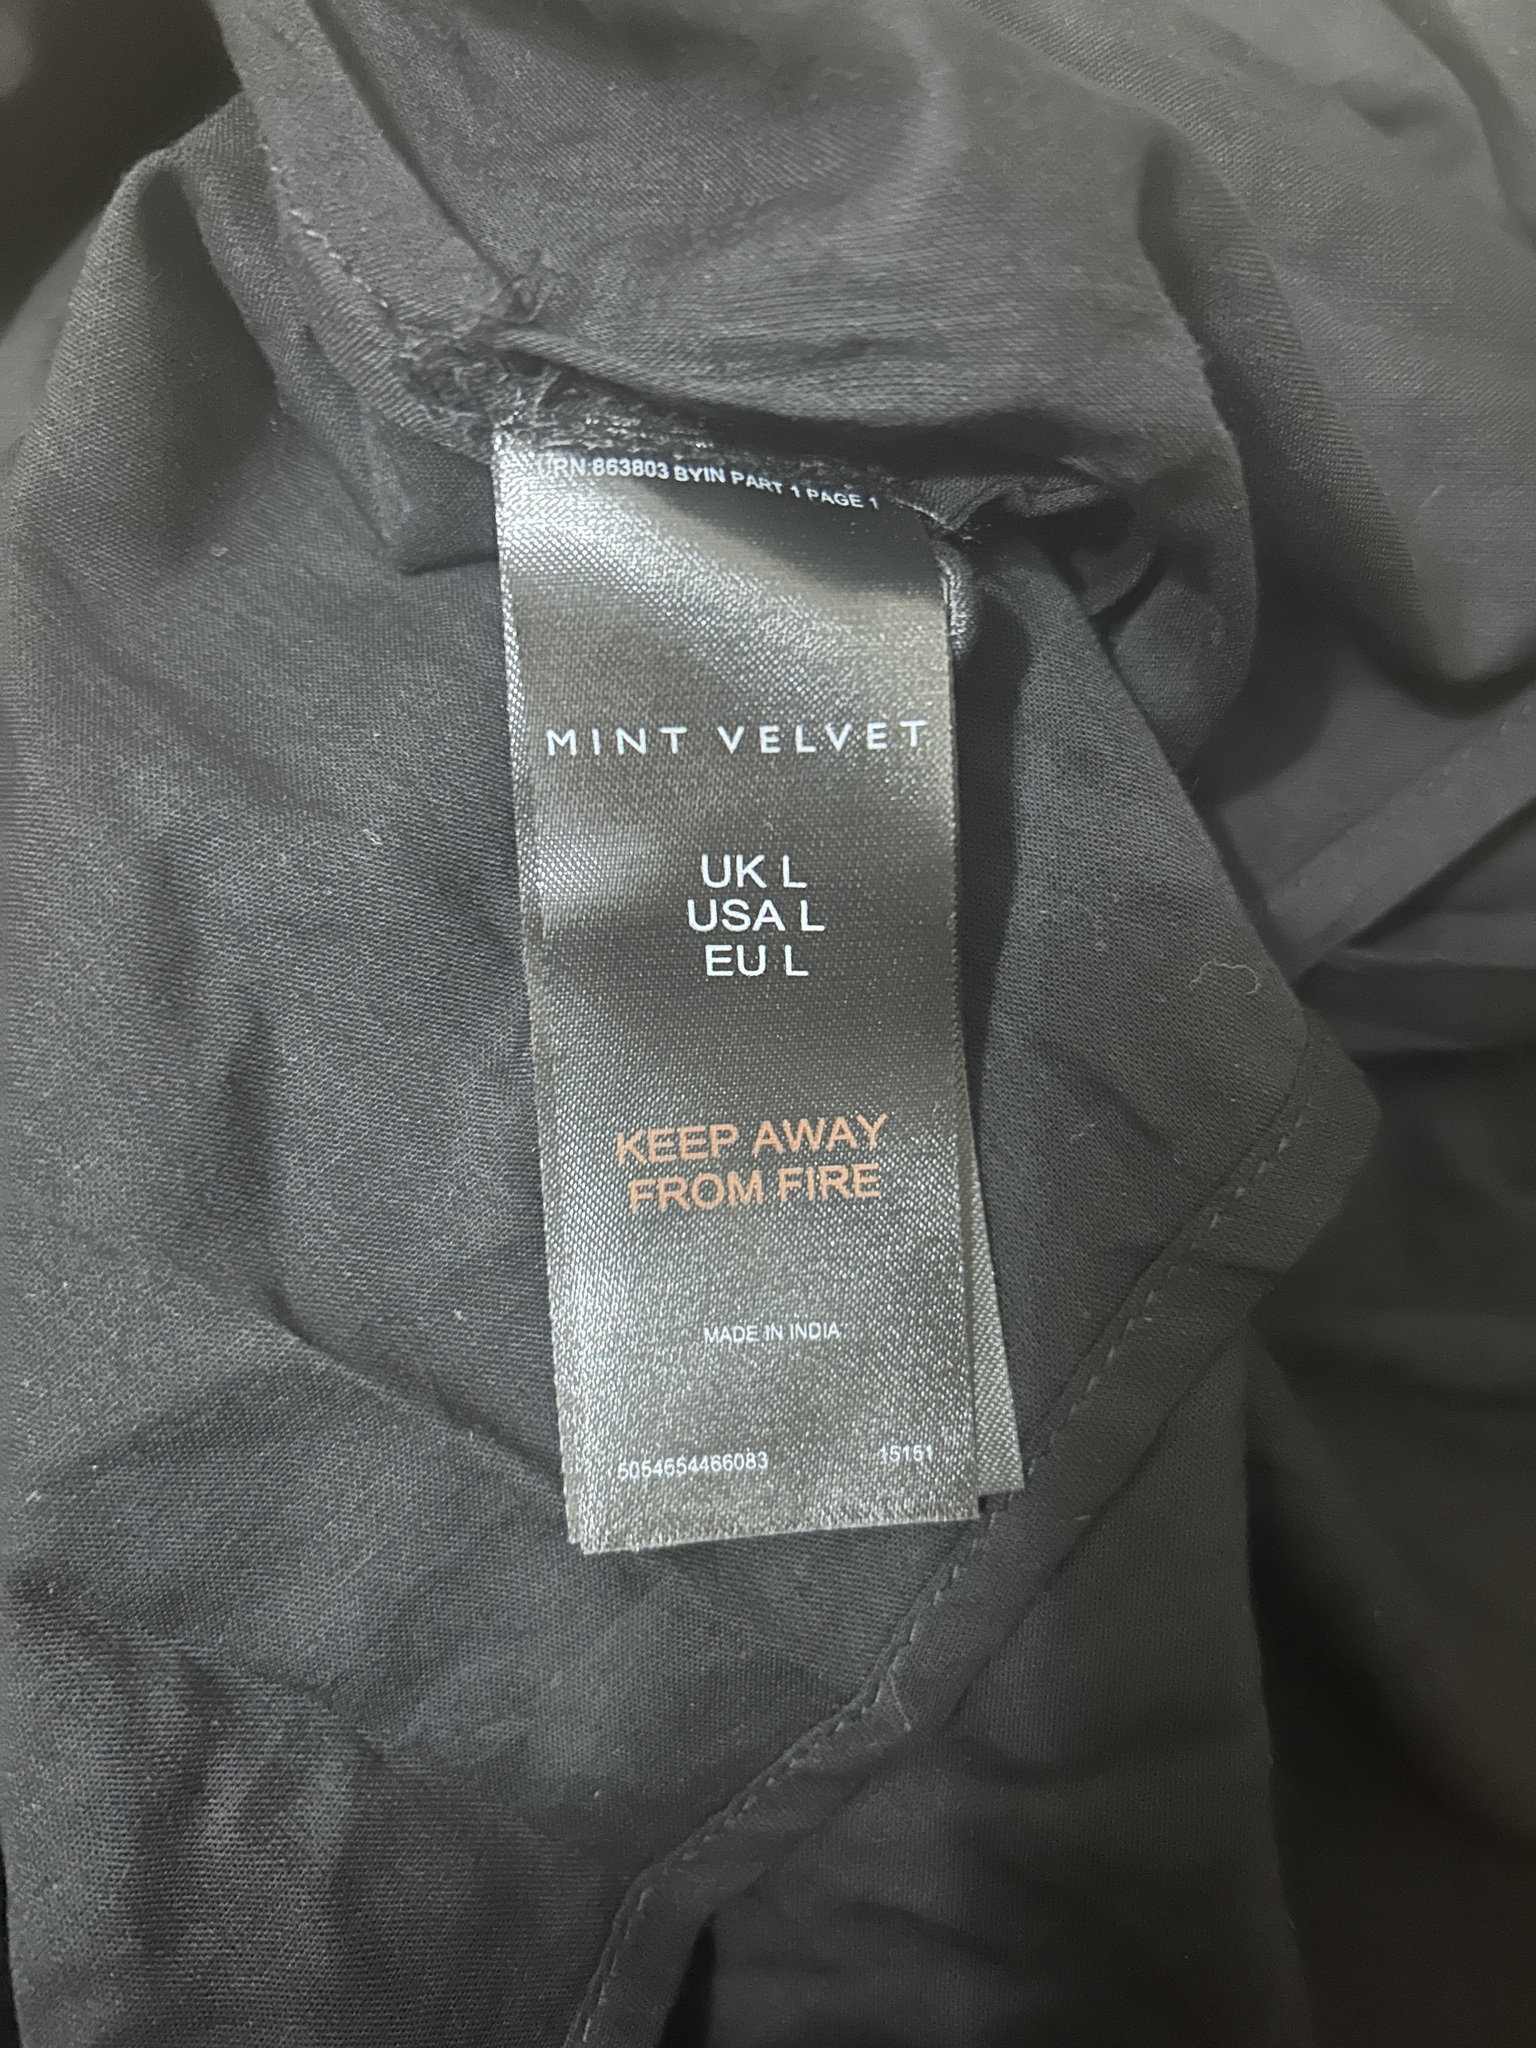 URN 863803 BYIN PART 1 PAGE 1
MINT VELVET
UK L
USA L
EU L
KEEP AWAY
FROM FIRE
MADE IN INDIA
5054654466083 15151